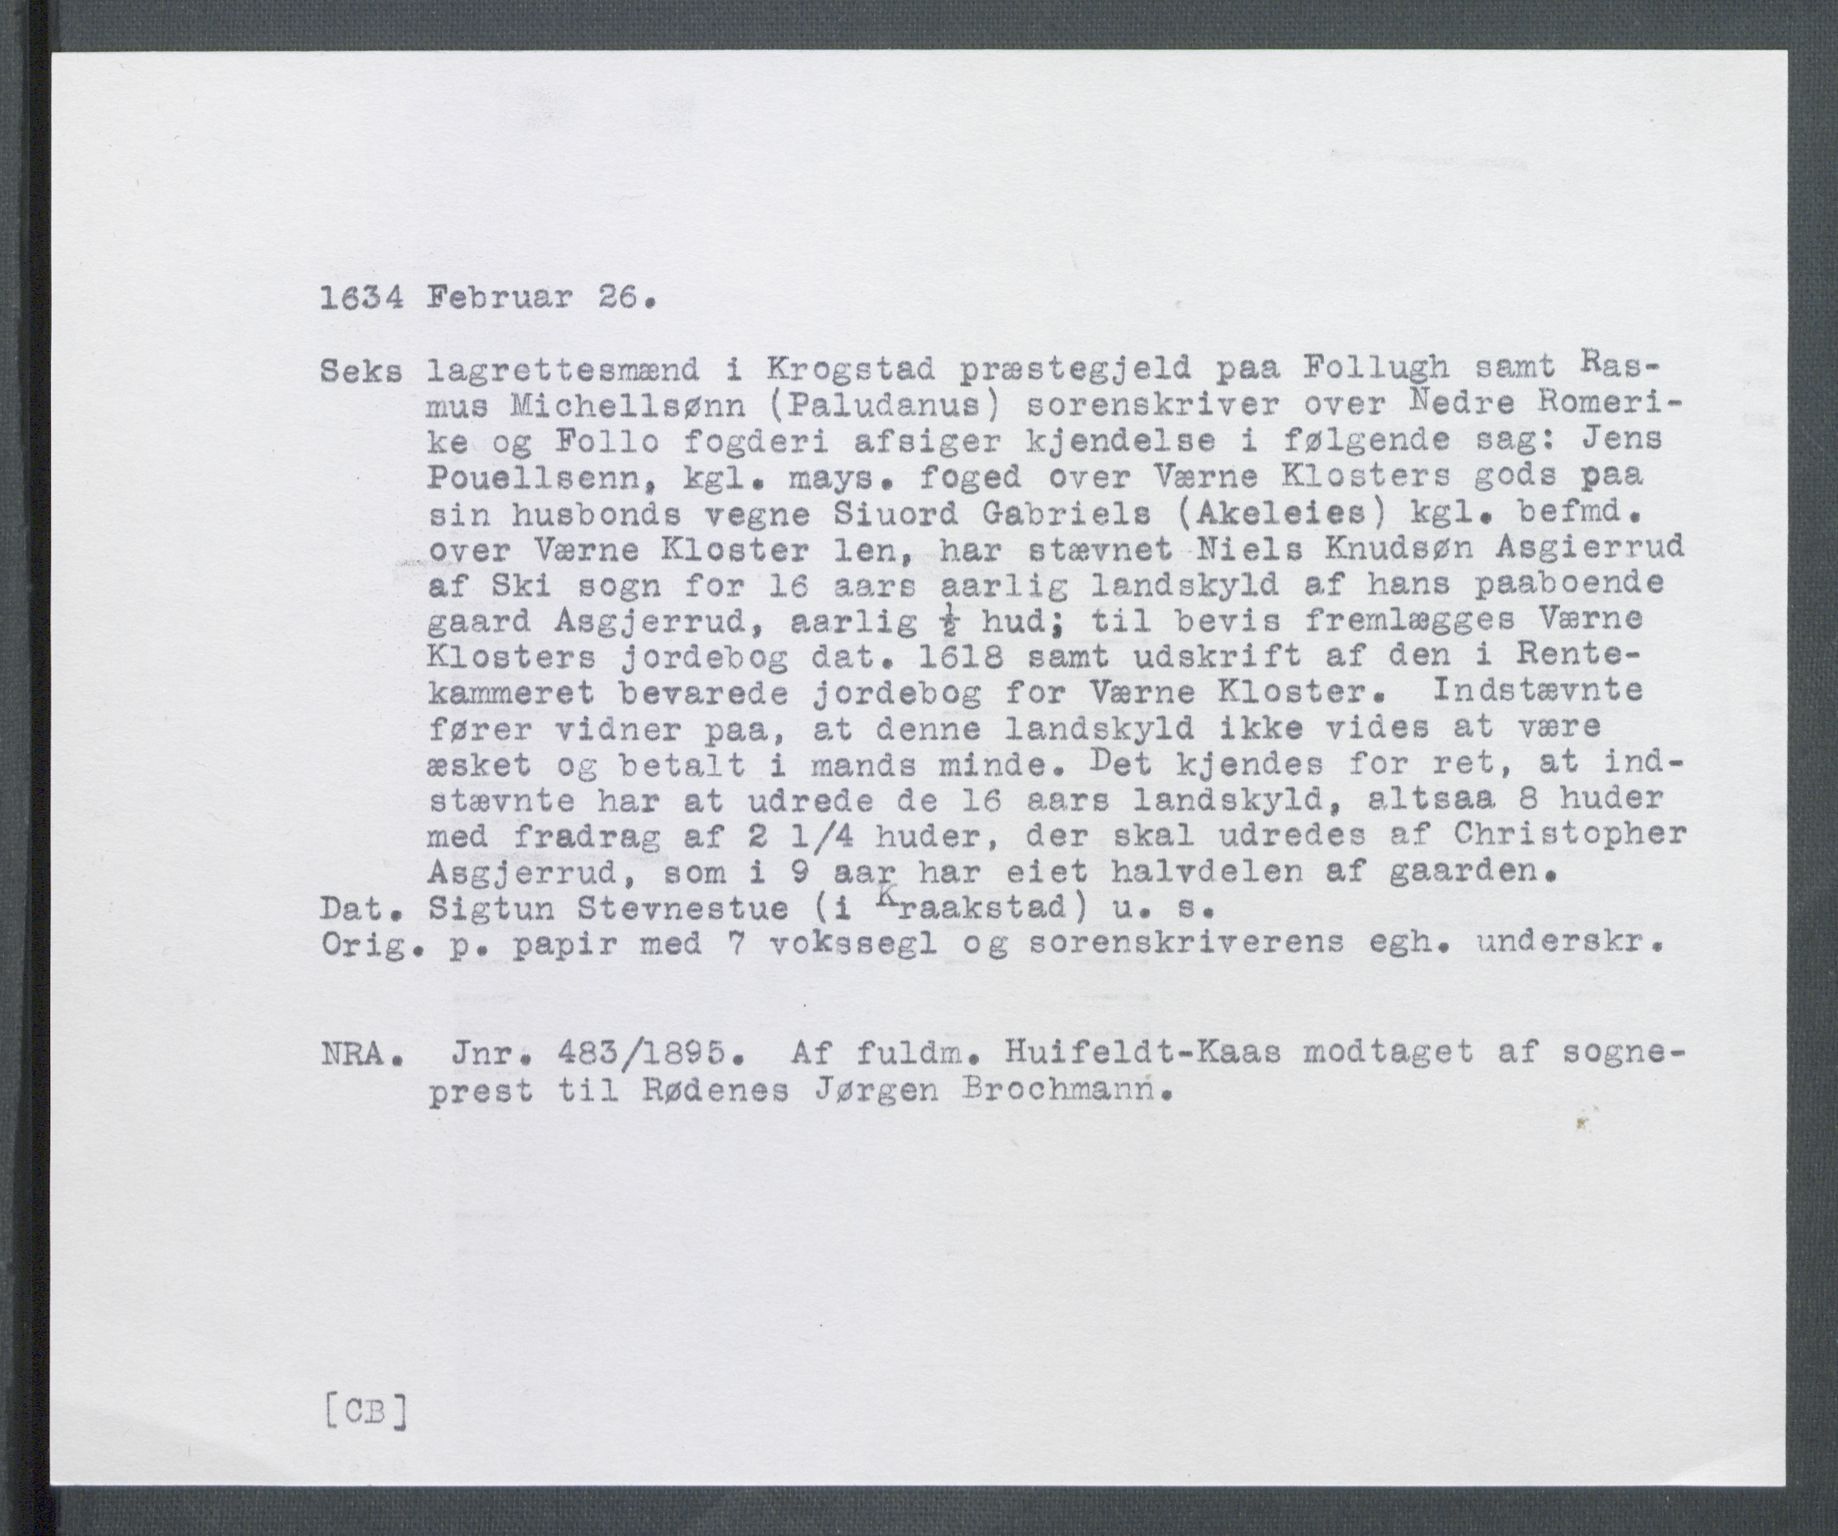 1634 Februar 26.
Seks lagrettesmænd i Krogstad præstegjeld paa Follugh samt Ras-
mus Michellsønn (Paludanus) sorenskriver over Nedre Romeri-
ke og Follo fogderi afsiger kjendelse i følgende sag: Jens
Pouellsenn, kgl. mays. foged over Værne Klosters gods paa
sin husbonds vegne Siuord Gabriels (Akeleies) kgl. befmd.
over Værne Kloster len, har stævnet Niels Knudsøn Asgierrud
af Ski sogn for 16 aars aarlig landskyld af hans paaboende
gaard Asgjerrud, aarlig ½ hud; til bevis fremlægges Værne
Klosters jordebog dat. 1618 samt udskrift af den i Rente-
kammeret bevarede jordebog for Værne Kloster. Indstævnte
fører vidner paa, at denne landskyld ikke vides at være
æsket og betalt i mands minde. Det kjendes for ret, at ind-
stævnte har at udrede de 16 aars landskyld, altsaa 8 huder
med fradrag af 2 1/4 huder, der skal udredes af Christopher
Asgjerrud, som i 9 aar har eiet halvdelen af gaarden.
Dat. Sigtun Stevnestue (i Kraakstad) u. s.
Orig. p. papir med 7 vokssegl og sorenskriverens egh. underskr.
NRA. Jnr. 483/1895. Af fuldm. Huifeldt-Kaas modtaget af sogne-
prest til Rødenes Jørgen Brochmann.
[CB]